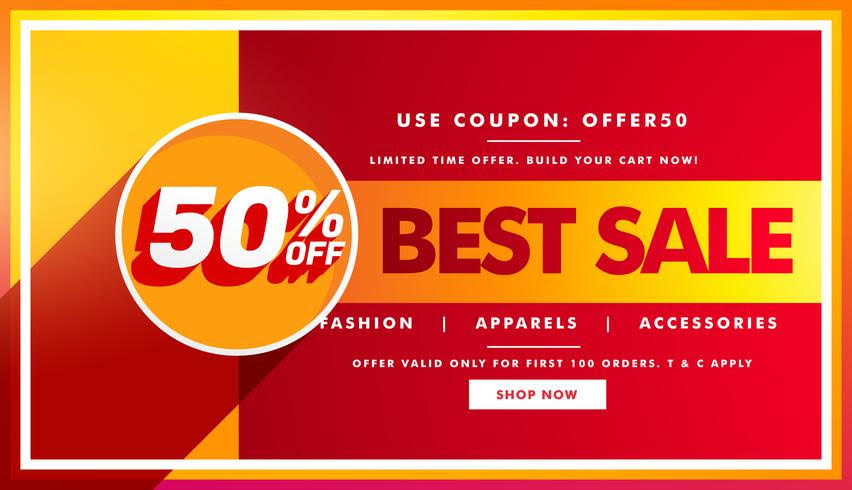 USE COUPON: OFFER50
LIMITED TIME OFFER. BUILD YOUR CART NOW!
50%
OFF
BEST SALE
FASHION | APPARELS | ACCESSORIES
OFFER VALID ONLY FOR FIRST 100 ORDERS. T & C APPLY
SHOP NOW